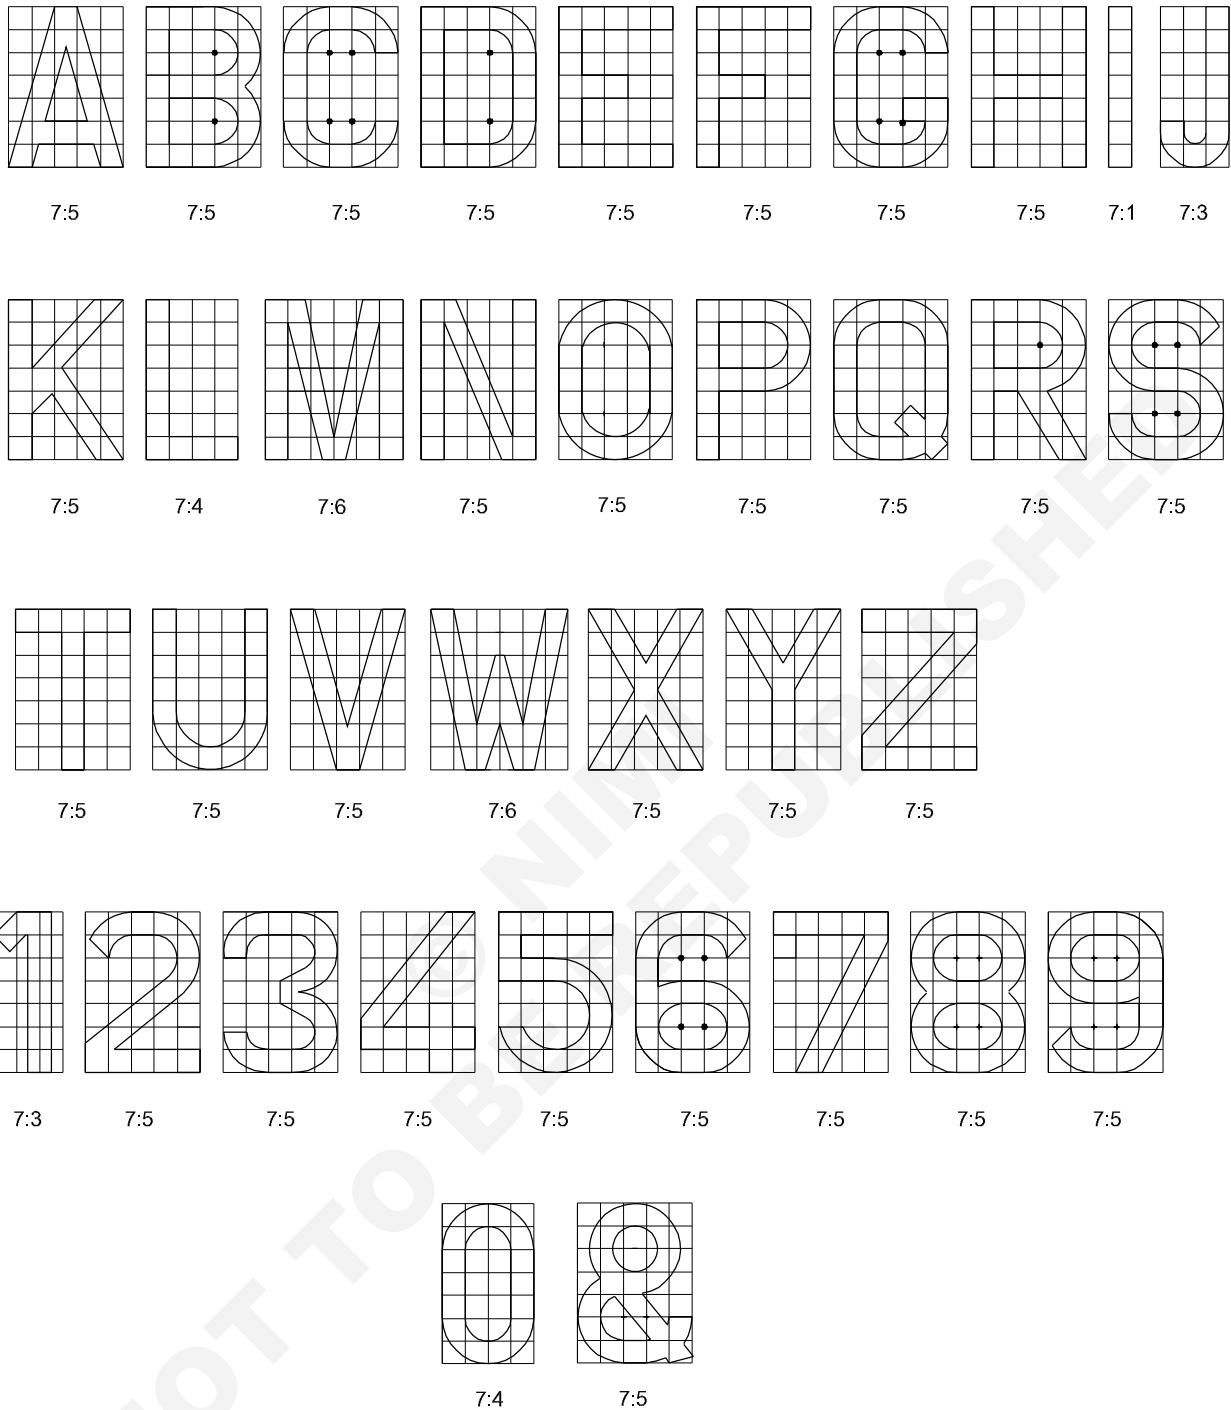 A B C D E F G H I J
7:5 7:5 7:5 7:5 7:5 7:5 7:5 7:5 7:1 7:3
K L M N O P Q R S
7:5 7:4 7:6 7:5 7:5 7:5 7:5 7:5 7:5
T U V W X Y Z
7:5 7:5 7:5 7:6 7:5 7:5 7:5
1 2 3 4 5 6 7 8 9
7:3 7:5 7:5 7:5 7:5 7:5 7:5 7:5 7:5
0 &
7:4 7:5
© NIMI
NOT TO BE REPUBLISHED